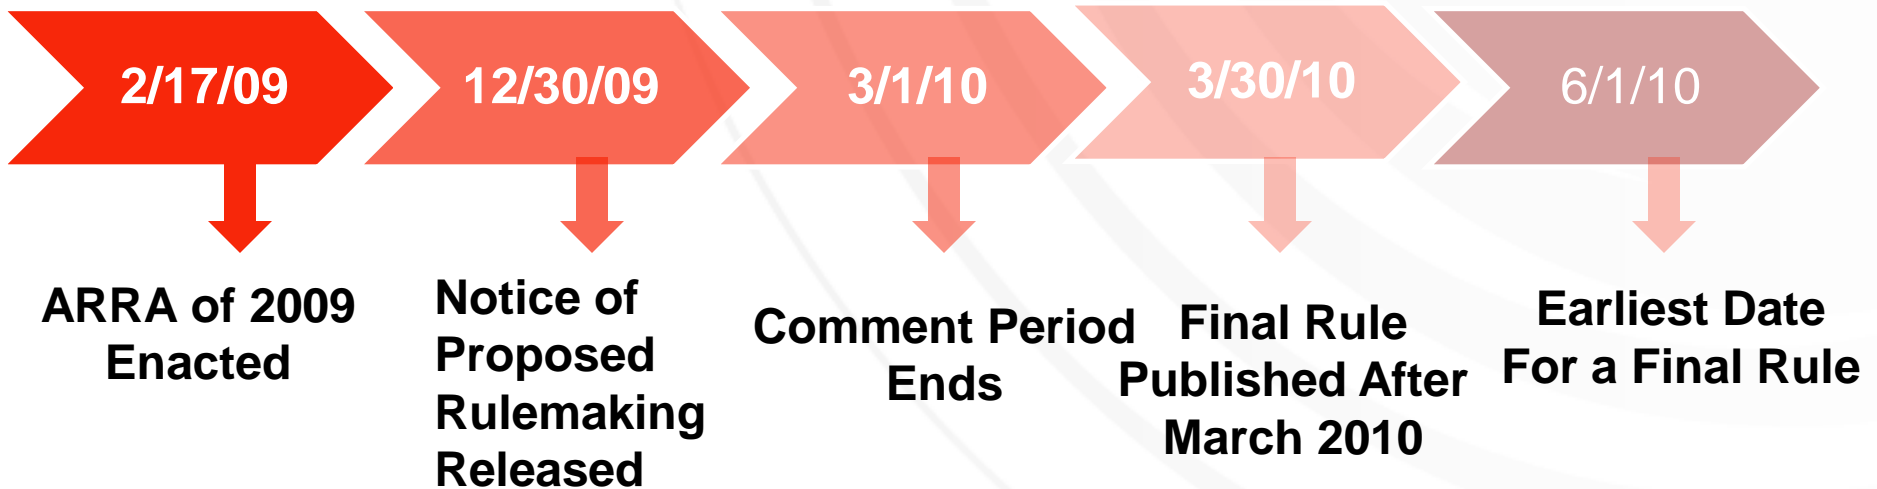 2/17/09
12/30/09
3/1/10
3/30/10
6/1/10
ARRA of 2009
Enacted
Notice of
Proposed
Rulemaking
Released
Comment Period
Ends
Final Rule
Published After
March 2010
Earliest Date
For a Final Rule